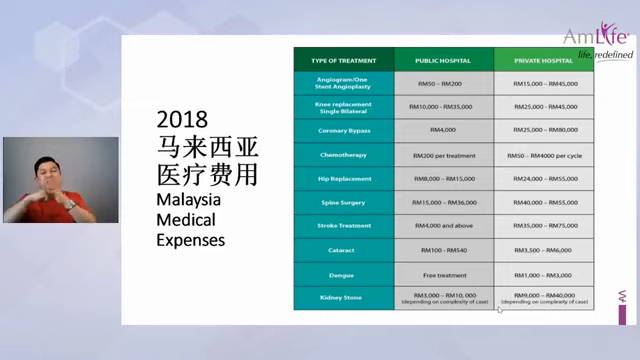 AmLife
life, redefined
2018
马来西亚
医疗费用
Malaysia
Medical
Expenses
TYPE OF TREATMENT PUBLIC HOSPITAL PRIVATE HOSPITAL
Angiogram/One
Stent Angioplasty RM50 – RM200 RM15,000 – RM45,000
Knee replacement
Single Bilateral RM10,000 – RM35,000 RM25,000 – RM45,000
Coronary Bypass RM4,000 RM25,000 – RM80,000
Chemotherapy RM200 per treatment RM50 – RM4000 per cycle
Hip Replacement RM8,000 – RM15,000 RM24,000 – RM55,000
Spine Surgery RM15,000 – RM36,000 RM40,000 – RM55,000
Stroke Treatment RM4,000 and above RM35,000 – RM75,000
Cataract RM100 – RM540 RM3,500 – RM6,000
Dengue Free treatment RM1,000 – RM3,000
Kidney Stone RM3,000 – RM10, 000 RM9,000 – RM40,000
(depending on complexity of case) (depending on complexity of case)